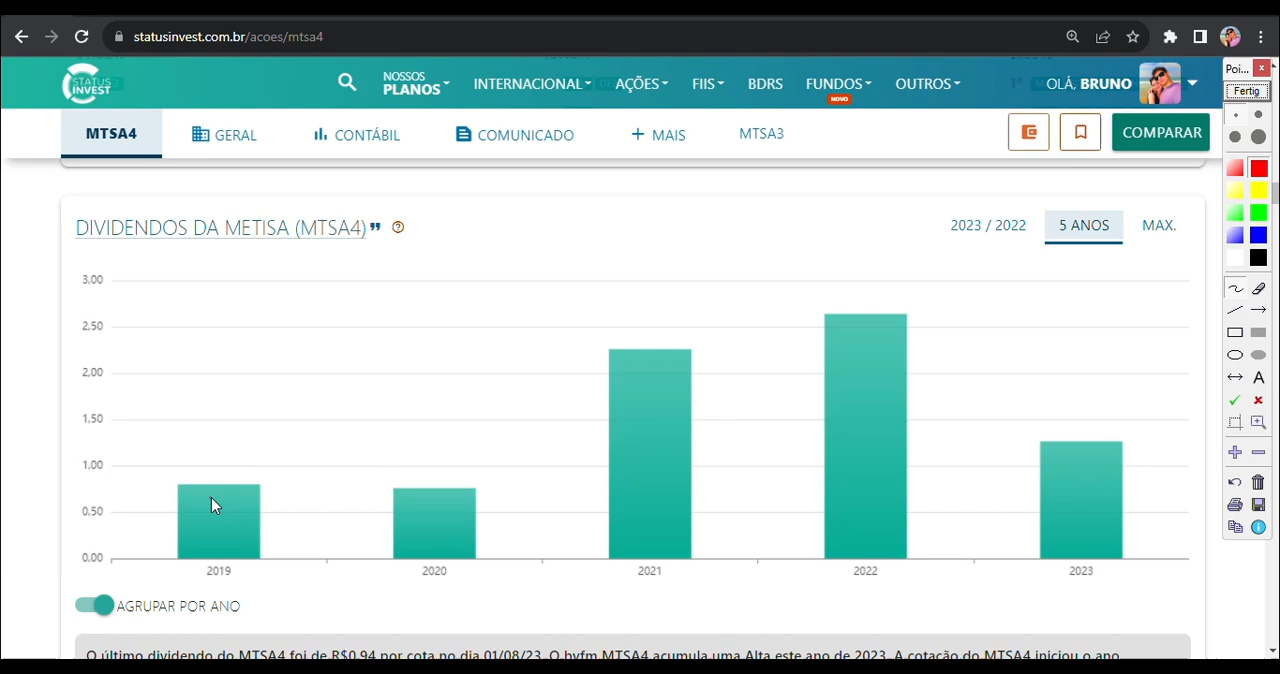 statusinvest.com.br/acoes/mtsa4
STATUS
INVEST
NOSSOS
PLANOS
INTERNACIONAL
AÇÕES
FIIS
BDRS
FUNDOS
NOVO
OUTROS
OLÁ, BRUNO
Poi...
Fertig
MTSA4
GERAL
CONTÁBIL
COMUNICADO
+ MAIS
MTSA3
COMPARAR
DIVIDENDOS DA METISA (MTSA4)
2023 / 2022
5 ANOS
MAX.
3,00
2,50
2,00
1,50
1,00
0,50
0,00
2019
2020
2021
2022
2023
AGRUPAR POR ANO
O último dividendo do MTSA4 foi de R$0,94 por cota no dia 01/08/23. O bvfm MTSA4 acumula uma Alta este ano de 2023. A cotação do MTSA4 iniciou o ano
A